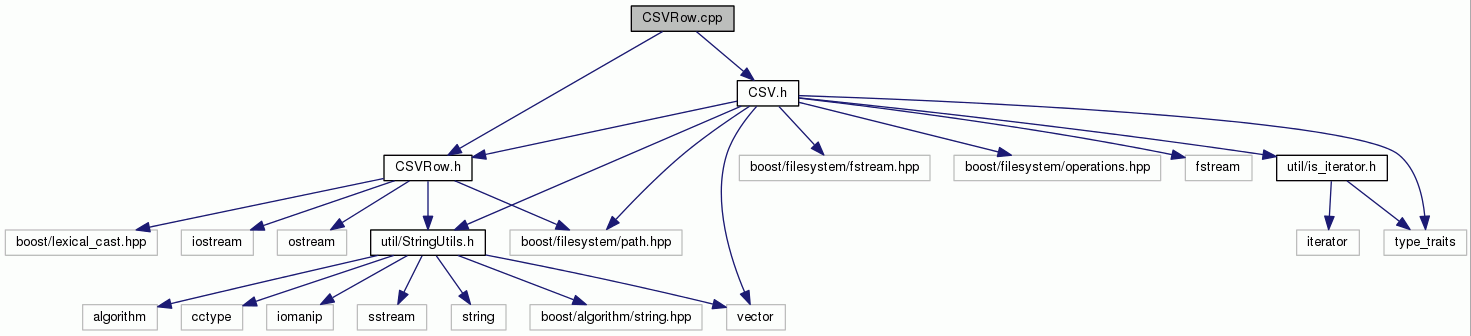 CSVRow.cpp
CSV.h
CSVRow.h
boost/filesystem/fstream.hpp
boost/filesystem/operations.hpp
fstream
util/is_iterator.h
boost/lexical_cast.hpp
iostream
ostream
util/StringUtils.h
boost/filesystem/path.hpp
iterator
type_traits
algorithm
cctype
iomanip
sstream
string
boost/algorithm/string.hpp
vector